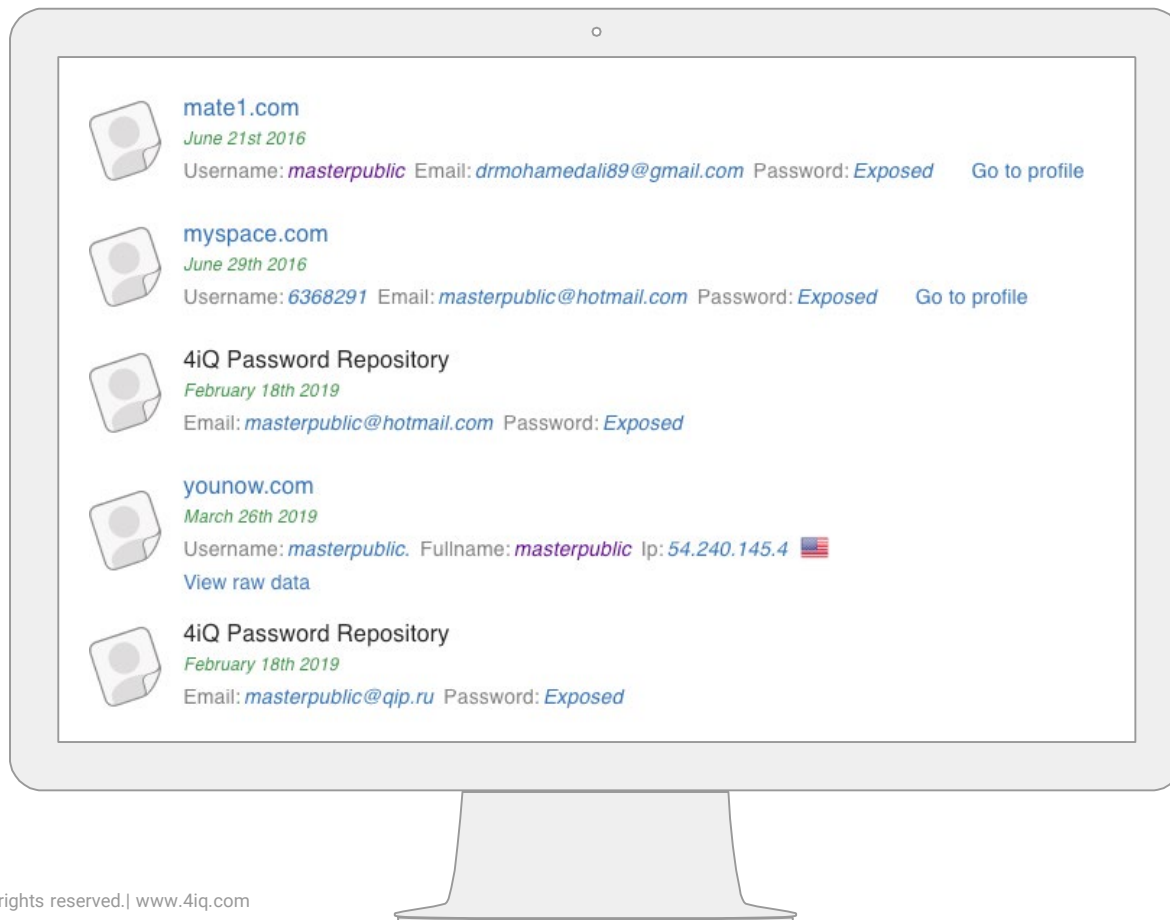 mate1.com
June 21st 2016
Username: masterpublic Email: drmohamedali89@gmail.com Password: Exposed Go to profile
myspace.com
June 29th 2016
Username: 6368291 Email: masterpublic@hotmail.com Password: Exposed Go to profile
4iQ Password Repository
February 18th 2019
Email: masterpublic@hotmail.com Password: Exposed
younow.com
March 26th 2019
Username: masterpublic. Fullname: masterpublic Ip: 54.240.145.4
View raw data
4iQ Password Repository
February 18th 2019
Email: masterpublic@qip.ru Password: Exposed
rights reserved.| www.4iq.com